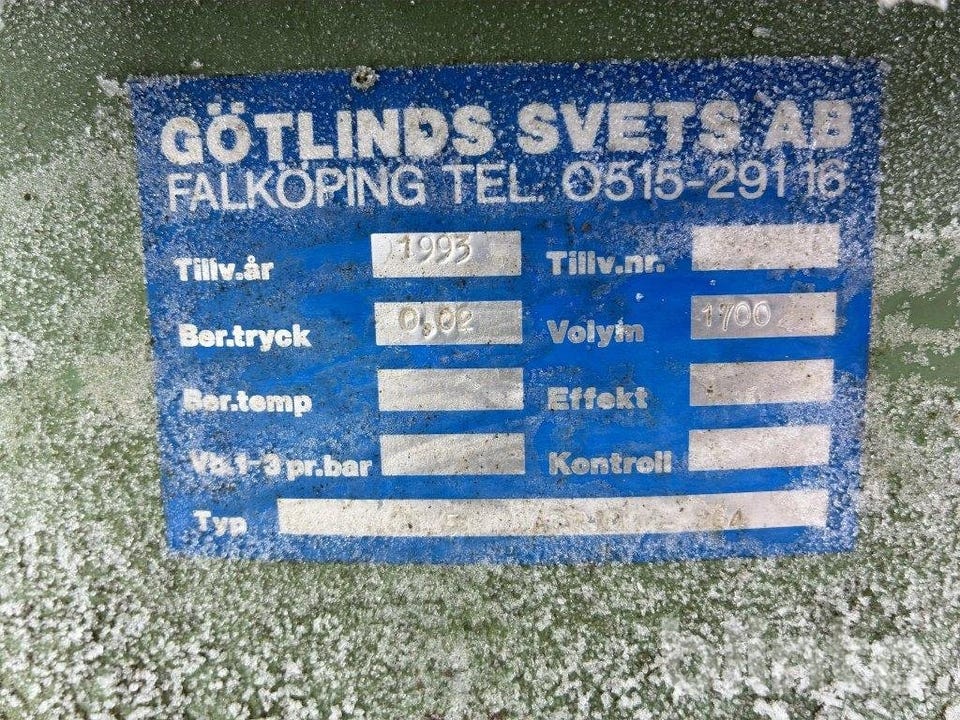 GÖTLINDS SVETS AB
FALKÖPING TEL. 0515-29116
Tillv.år 1993 Tillv.nr.
Ber.tryck 0,02 Volym 1700
Ber.temp Effekt
Vb.1-3 pr.bar Kontroll
Typ